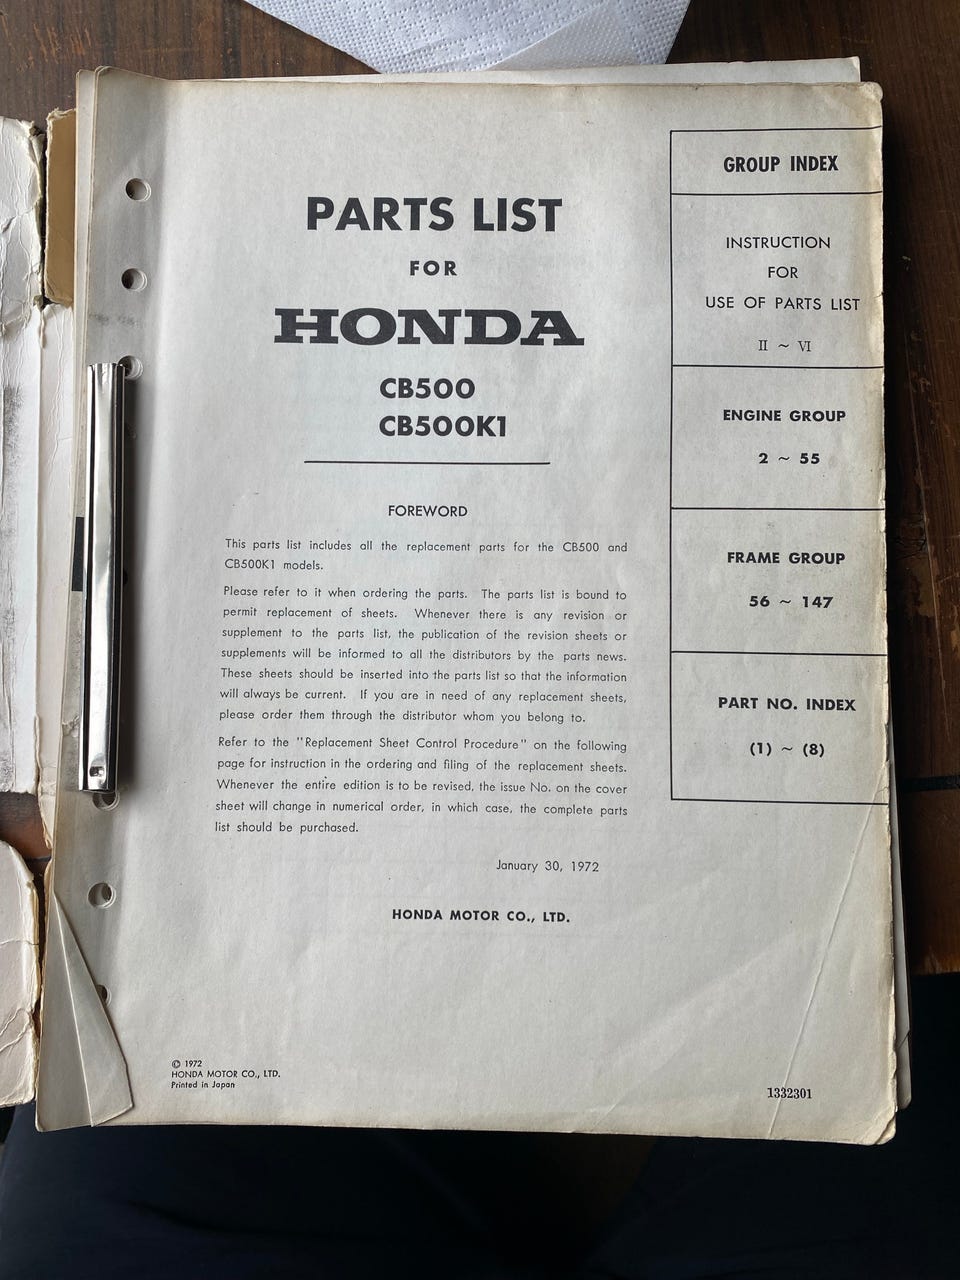 PARTS LIST
FOR
HONDA
CB500
CB500K1
FOREWORD
This parts list includes all the replacement parts for the CB500 and
CB500K1 models.
Please refer to it when ordering the parts. The parts list is bound to
permit replacement of sheets. Whenever there is any revision or
supplement to the parts list, the publication of the revision sheets or
supplements will be informed to all the distributors by the parts news.
These sheets should be inserted into the parts list so that the information
will always be current. If you are in need of any replacement sheets,
please order them through the distributor whom you belong to.
Refer to the "Replacement Sheet Control Procedure" on the following
page for instruction in the ordering and filing of the replacement sheets.
Whenever the entire edition is to be revised, the issue No. on the cover
sheet will change in numerical order, in which case, the complete parts
list should be purchased.
January 30, 1972
HONDA MOTOR CO., LTD.
GROUP INDEX
INSTRUCTION
FOR
USE OF PARTS LIST
II ~ VI
ENGINE GROUP
2 ~ 55
FRAME GROUP
56 ~ 147
PART NO. INDEX
(1) ~ (8)
© 1972
HONDA MOTOR CO., LTD.
Printed in Japan
1332301